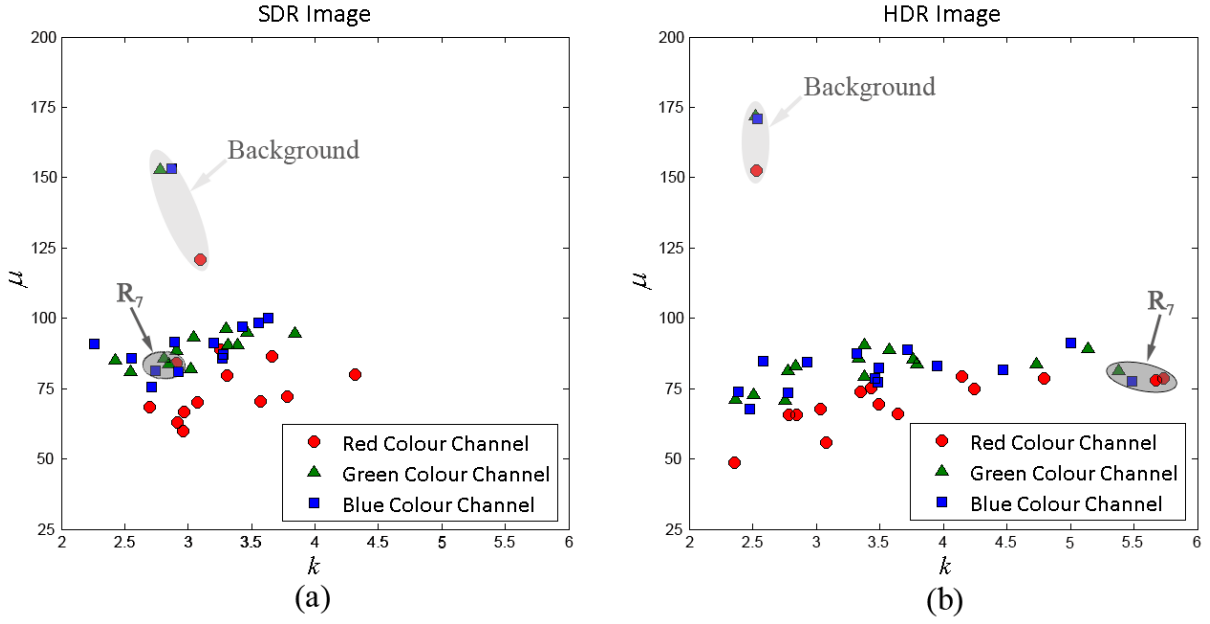 SDR Image
200
175
150
125
100
75
50
25
μ
2
2.5
3
3.5
4
4.5
5
5.5
6
k
Background
R7
Red Colour Channel
Green Colour Channel
Blue Colour Channel
(a)
HDR Image
200
175
150
125
100
75
50
25
μ
2
2.5
3
3.5
4
4.5
5
5.5
6
k
Background
R7
Red Colour Channel
Green Colour Channel
Blue Colour Channel
(b)